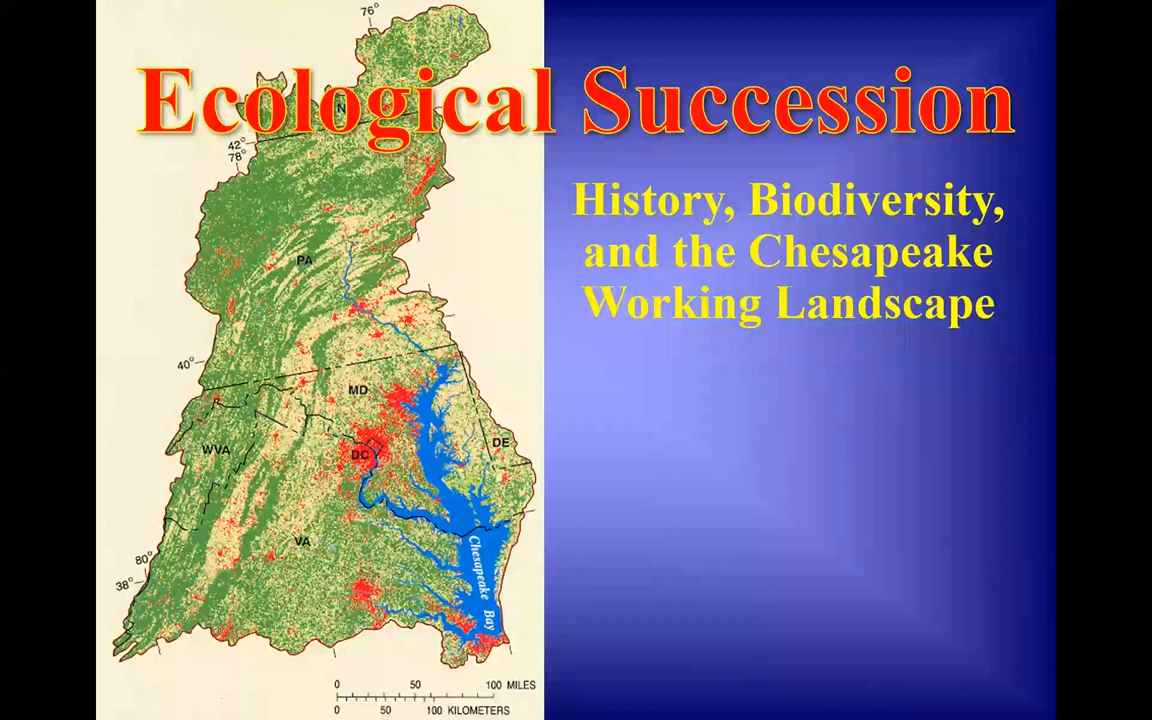 76°
Ecological Succession
N
42°
78°
History, Biodiversity,
and the Chesapeake
Working Landscape
PA
40°
MD
WVA
DC
DE
VA
Chesapeake Bay
80°
38°
0 50 100 MILES
0 50 100 KILOMETERS